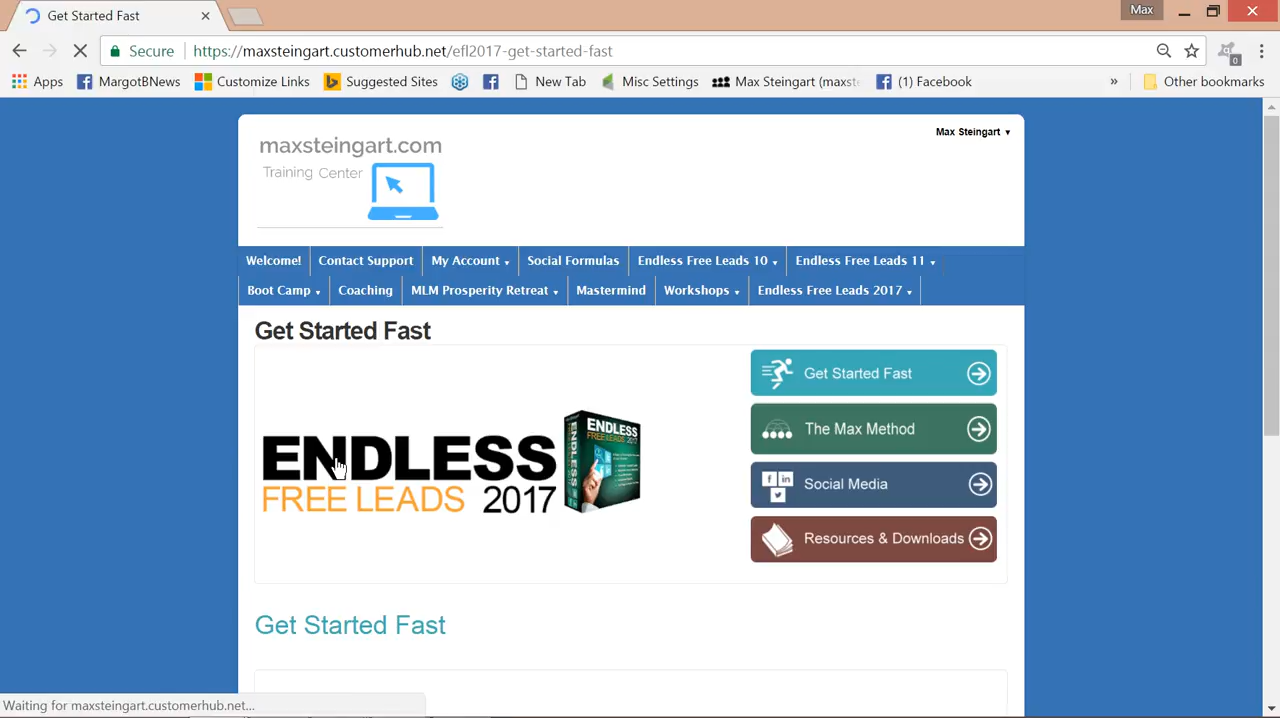 Get Started Fast
Max
Secure https://maxsteingart.customerhub.net/efl2017-get-started-fast
Apps MargotBNews Customize Links Suggested Sites New Tab Misc Settings Max Steingart (maxste (1) Facebook » Other bookmarks
0
maxsteingart.com
Training Center
Max Steingart
Welcome! Contact Support My Account Social Formulas Endless Free Leads 10 Endless Free Leads 11
Boot Camp Coaching MLM Prosperity Retreat Mastermind Workshops Endless Free Leads 2017
Get Started Fast
ENDLESS
FREE LEADS 2017
ENDLESS
FREE LEADS 2017
ENDLESS
Get Started Fast
The Max Method
Social Media
Resources & Downloads
Get Started Fast
Waiting for maxsteingart.customerhub.net...